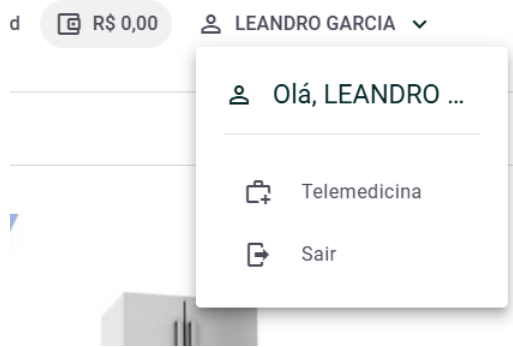 d R$ 0,00 LEANDRO GARCIA
Olá, LEANDRO ...
Telemedicina
Sair